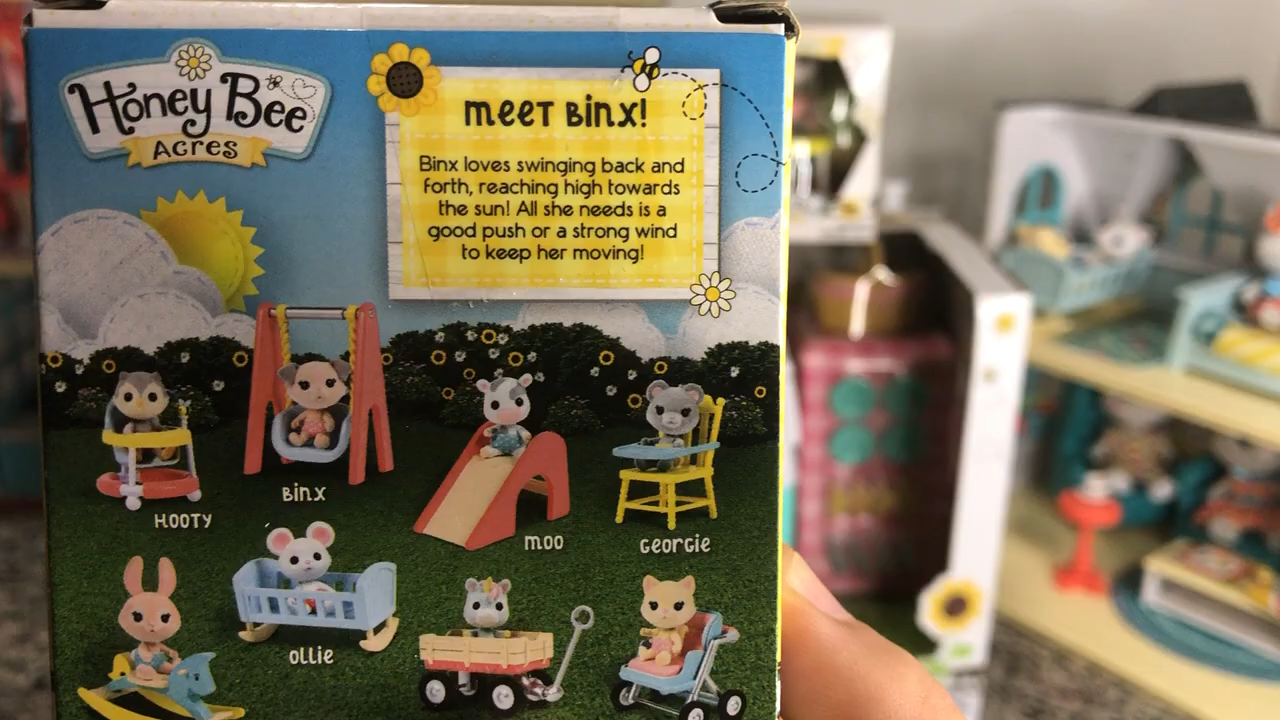 Honey Bee
Acres
MEET BINX!
Binx loves swinging back and
forth, reaching high towards
the sun! All she needs is a
good push or a strong wind
to keep her moving!
HOOTY
BINX
MOO
GEORGIE
OLLIE